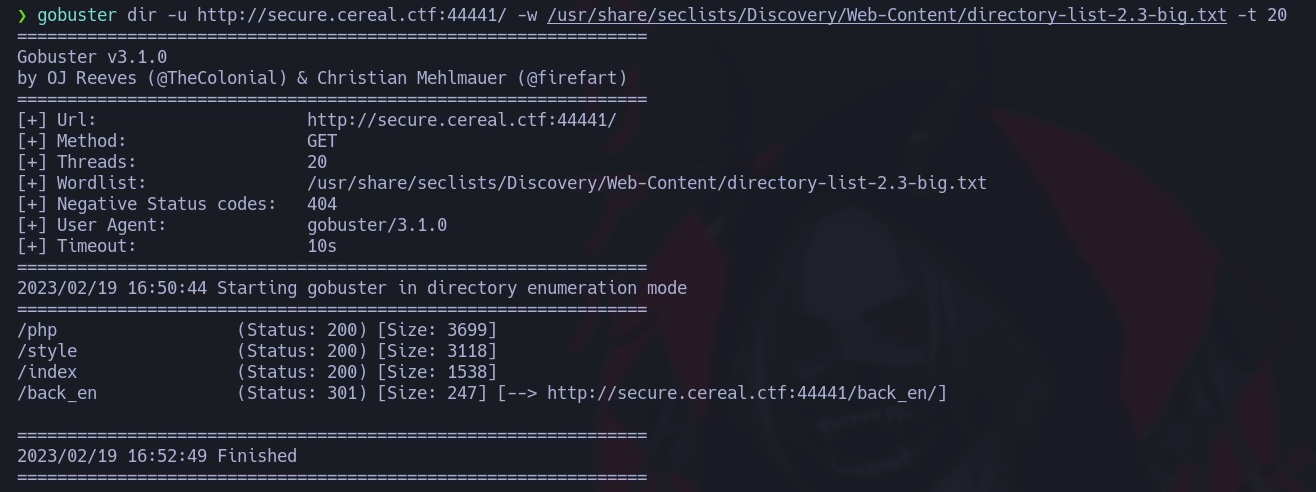 ❯ gobuster dir -u http://secure.cereal.ctf:44441/ -w /usr/share/seclists/Discovery/Web-Content/directory-list-2.3-big.txt -t 20
===============================================================
Gobuster v3.1.0
by OJ Reeves (@TheColonial) & Christian Mehlmauer (@firefart)
===============================================================
[+] Url:                     http://secure.cereal.ctf:44441/
[+] Method:                  GET
[+] Threads:                 20
[+] Wordlist:                /usr/share/seclists/Discovery/Web-Content/directory-list-2.3-big.txt
[+] Negative Status codes:   404
[+] User Agent:              gobuster/3.1.0
[+] Timeout:                 10s
===============================================================
2023/02/19 16:50:44 Starting gobuster in directory enumeration mode
===============================================================
/php                  (Status: 200) [Size: 3699]
/style                (Status: 200) [Size: 3118]
/index                (Status: 200) [Size: 1538]
/back_en              (Status: 301) [Size: 247] [--> http://secure.cereal.ctf:44441/back_en/]
===============================================================
2023/02/19 16:52:49 Finished
===============================================================